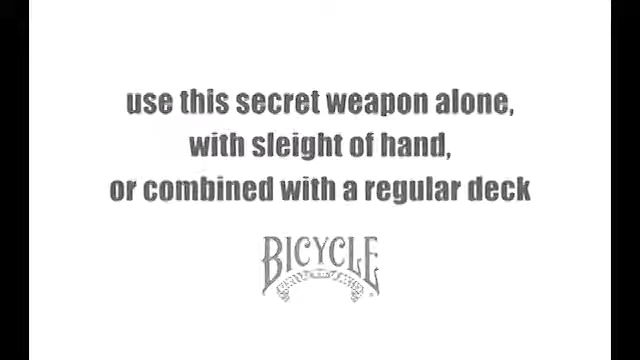 use this secret weapon alone,
with sleight of hand,
or combined with a regular deck
BICYCLE